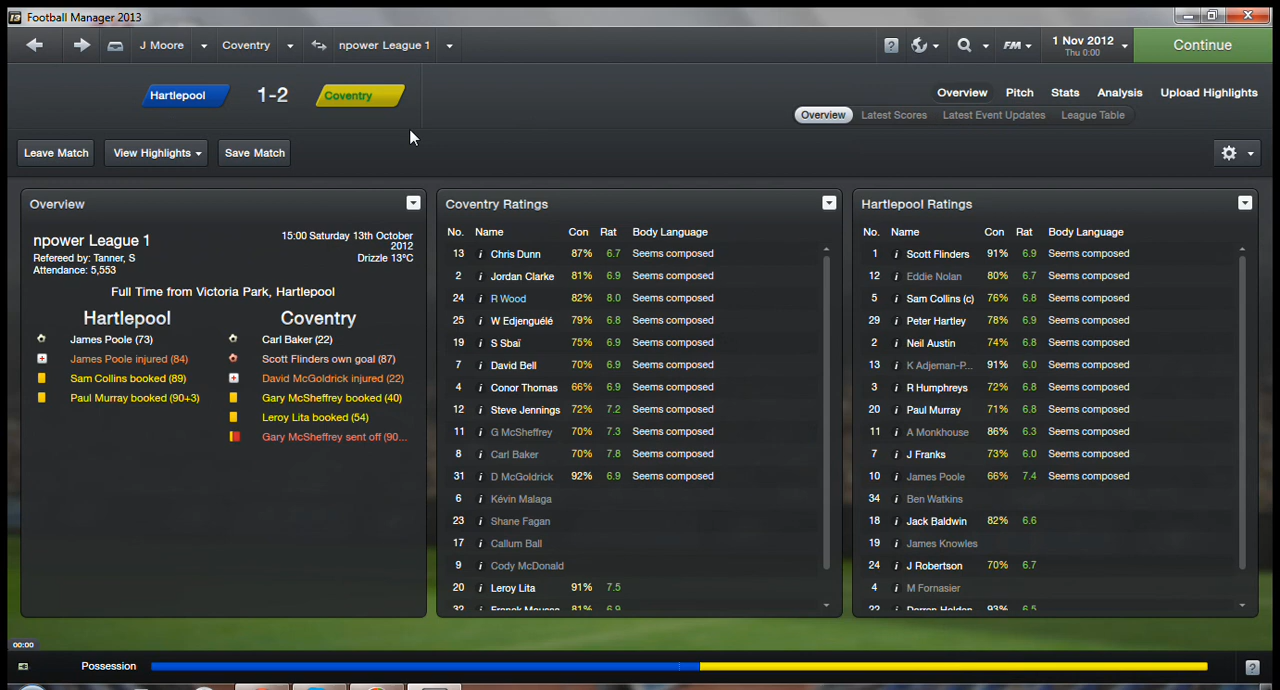 Football Manager 2013
J Moore Coventry npower League 1 ? FM 1 Nov 2012 Continue
Thu 0:00
Hartlepool 1-2 Coventry
Overview Pitch Stats Analysis Upload Highlights
Overview Latest Scores Latest Event Updates League Table
Leave Match View Highlights Save Match
Overview
npower League 1
Refereed by: Tanner, S
Attendance: 5,553
15:00 Saturday 13th October
2012
Drizzle 13°C
Full Time from Victoria Park, Hartlepool
Hartlepool Coventry
James Poole (73) Carl Baker (22)
James Poole injured (84) Scott Flinders own goal (87)
Sam Collins booked (89) David McGoldrick injured (22)
Paul Murray booked (90+3) Gary McSheffrey booked (40)
Leroy Lita booked (54)
Gary McSheffrey sent off (90...
Coventry Ratings
No. Name Con Rat Body Language
13 i Chris Dunn 87% 6.7 Seems composed
2 i Jordan Clarke 81% 6.9 Seems composed
24 i R Wood 82% 8.0 Seems composed
25 i W Edjenguélé 79% 6.8 Seems composed
19 i S Sbaï 75% 6.9 Seems composed
7 i David Bell 70% 6.9 Seems composed
4 i Conor Thomas 66% 6.9 Seems composed
12 i Steve Jennings 72% 7.2 Seems composed
11 i G McSheffrey 70% 7.3 Seems composed
8 i Carl Baker 70% 7.8 Seems composed
31 i D McGoldrick 92% 6.9 Seems composed
6 i Kévin Malaga
23 i Shane Fagan
17 i Callum Ball
9 i Cody McDonald
20 i Leroy Lita 91% 7.5
32 i Franck Moussa 81% 6.9
Hartlepool Ratings
No. Name Con Rat Body Language
1 i Scott Flinders 91% 6.9 Seems composed
12 i Eddie Nolan 80% 6.7 Seems composed
5 i Sam Collins (c) 76% 6.8 Seems composed
29 i Peter Hartley 78% 6.9 Seems composed
2 i Neil Austin 74% 6.8 Seems composed
13 i K Adjeman-P... 91% 6.0 Seems composed
3 i R Humphreys 72% 6.8 Seems composed
20 i Paul Murray 71% 6.8 Seems composed
11 i A Monkhouse 86% 6.3 Seems composed
7 i J Franks 73% 6.0 Seems composed
10 i James Poole 66% 7.4 Seems composed
34 i Ben Watkins
18 i Jack Baldwin 82% 6.6
19 i James Knowles
24 i J Robertson 70% 6.7
4 i M Fornasier
22 i Darren Holden 93% 6.5
00:00
Possession ?